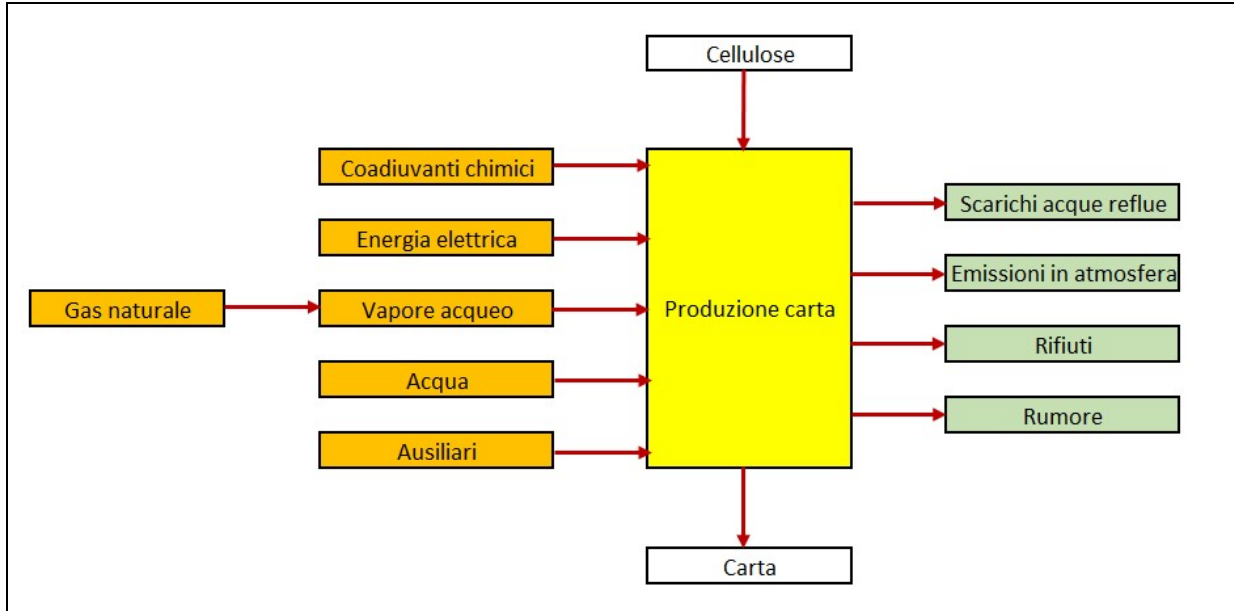 Cellulose
Coadiuvanti chimici
Energia elettrica
Gas naturale
Vapore acqueo
Acqua
Ausiliari
Produzione carta
Scarichi acque reflue
Emissioni in atmosfera
Rifiuti
Rumore
Carta